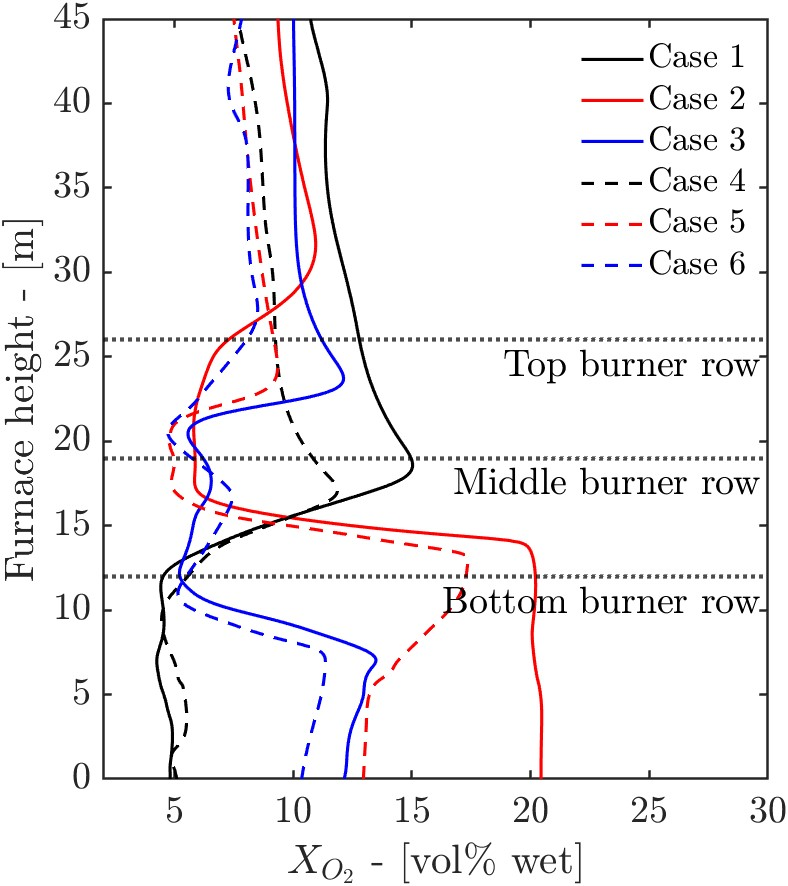 Furnace height - [m]
45
40
35
30
25
20
15
10
5
0
Case 1
Case 2
Case 3
Case 4
Case 5
Case 6
Top burner row
Middle burner row
Bottom burner row
5 10 15 20 25 30
X_{O_2} - [vol% wet]